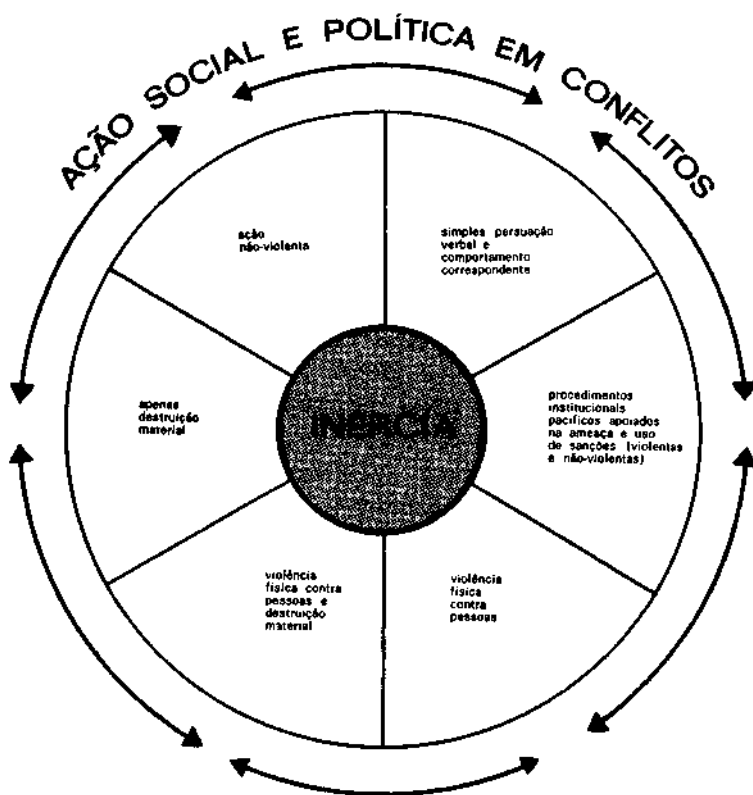 AÇÃO SOCIAL E POLÍTICA EM CONFLITOS
ação
não-violenta
simples persuação
verbal e
comportamento
correspondente
apenas
destruição
material
INÉRCIA
procedimentos
institucionais
pacíficos apoiados
na ameaça e uso
de sanções (violentas
e não-violentas)
violência
física contra
pessoas e
destruição
material
violência
física
contra
pessoas